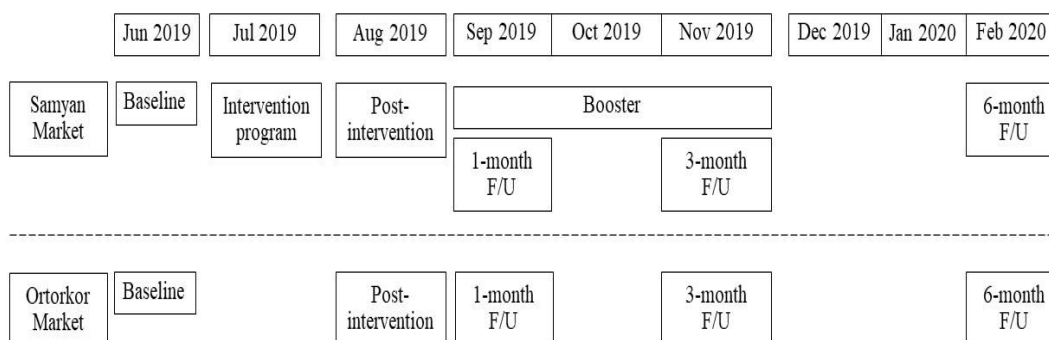 Jun 2019 Jul 2019 Aug 2019 Sep 2019 Oct 2019 Nov 2019 Dec 2019 Jan 2020 Feb 2020
Samyan
Market
Baseline
Intervention
program
Post-
intervention
Booster
6-month
F/U
1-month
F/U
3-month
F/U
Ortorkor
Market
Baseline
Post-
intervention
1-month
F/U
3-month
F/U
6-month
F/U